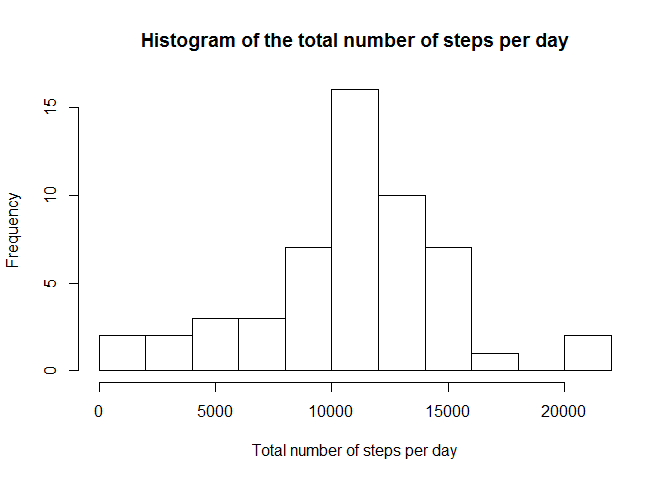 Histogram of the total number of steps per day
Frequency
15
10
5
0
0 5000 10000 15000 20000
Total number of steps per day